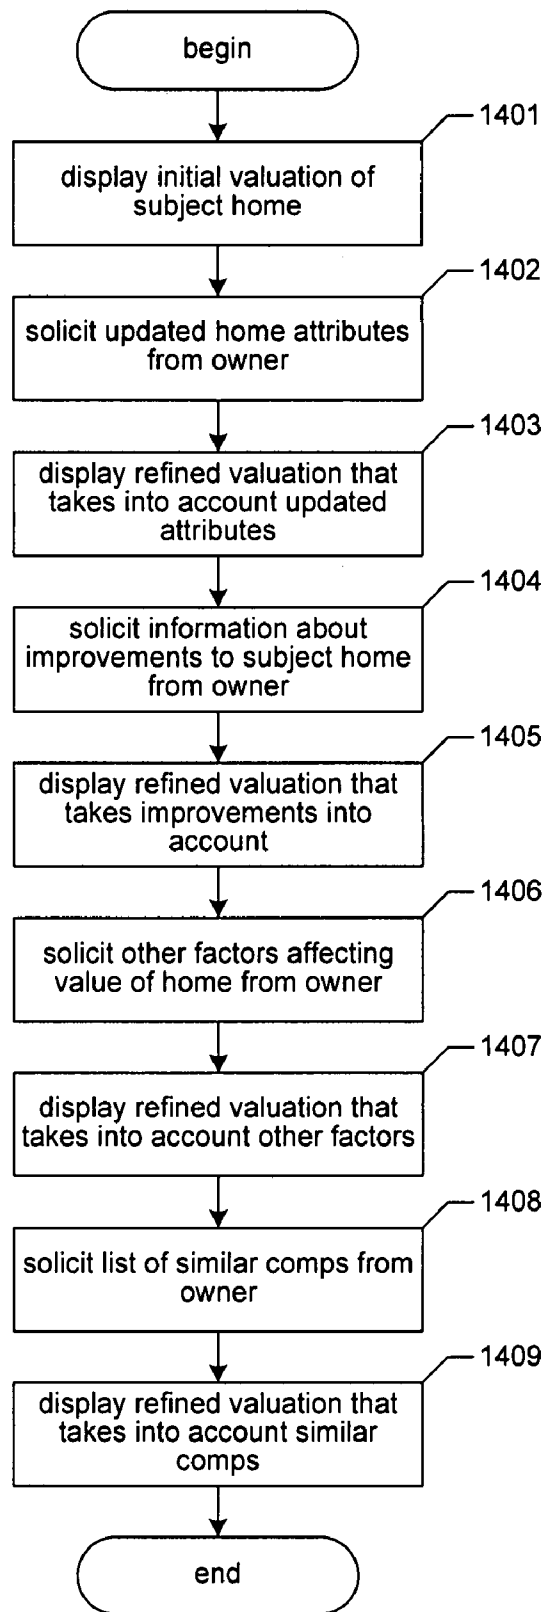 begin
1401
display initial valuation of
subject home
1402
solicit updated home attributes
from owner
1403
display refined valuation that
takes into account updated
attributes
1404
solicit information about
improvements to subject home
from owner
1405
display refined valuation that
takes improvements into
account
1406
solicit other factors affecting
value of home from owner
1407
display refined valuation that
takes into account other factors
1408
solicit list of similar comps from
owner
1409
display refined valuation that
takes into account similar
comps
end